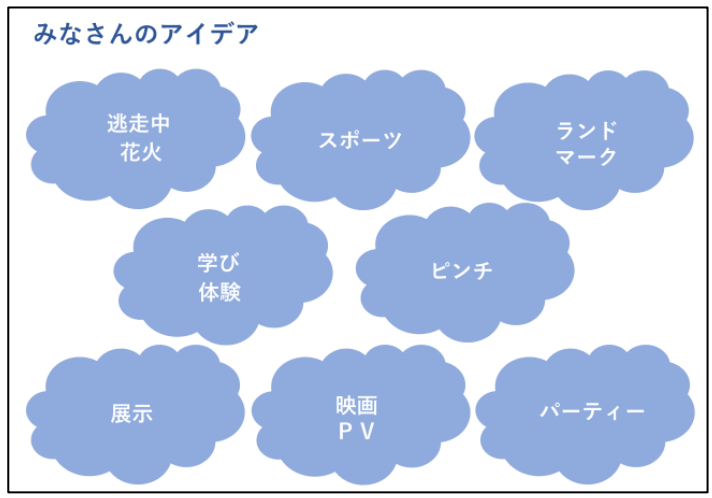 みなさんのアイデア
逃走中
花火
スポーツ
ランド
マーク
学び
体験
ピンチ
展示
映画
ＰＶ
パーティー